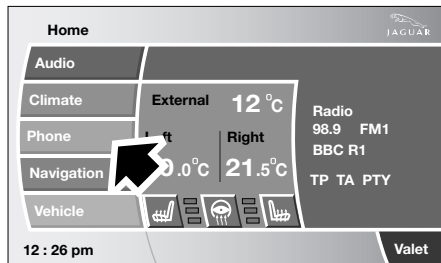 Home
JAGUAR
Audio
Climate
Phone
Navigation
Vehicle
External 12 °C
Right
.0°C 21.5°C
Radio
98.9 FM1
BBC R1
TP TA PTY
12 : 26 pm
Valet